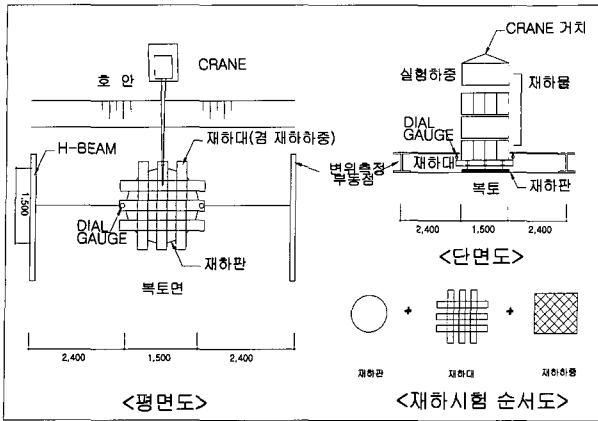 호 안
CRANE
H-BEAM
재하대(겸 재하하중)
1,500
DIAL
GAUGE
재하판
복토면
2,400
1,500
2,400
<평면도>
CRANE 거치
실험하중
재하물
DIAL
GAUGE
변위측정
부동점
재하대
복토
재하판
2,400
1,500
2,400
<단면도>
+
+
재하판
재하대
재하하중
<재하시험 순서도>